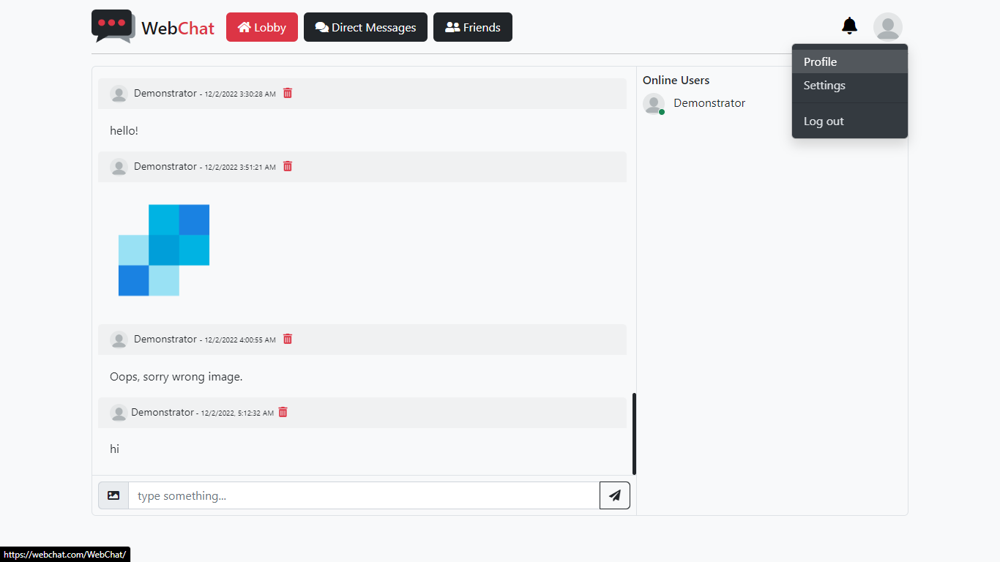 WebChat
Lobby
Direct Messages
Friends
Profile
Settings
Log out
Demonstrator - 12/2/2022 3:30:28 AM
hello!
Demonstrator - 12/2/2022 3:51:21 AM
Demonstrator - 12/2/2022 4:00:55 AM
Oops, sorry wrong image.
Demonstrator - 12/2/2022, 5:12:32 AM
hi
type something...
Online Users
Demonstrator
https://webchat.com/WebChat/